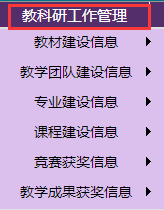 教科研工作管理
教材建设信息
教学团队建设信息
专业建设信息
课程建设信息
竞赛获奖信息
教学成果获奖信息